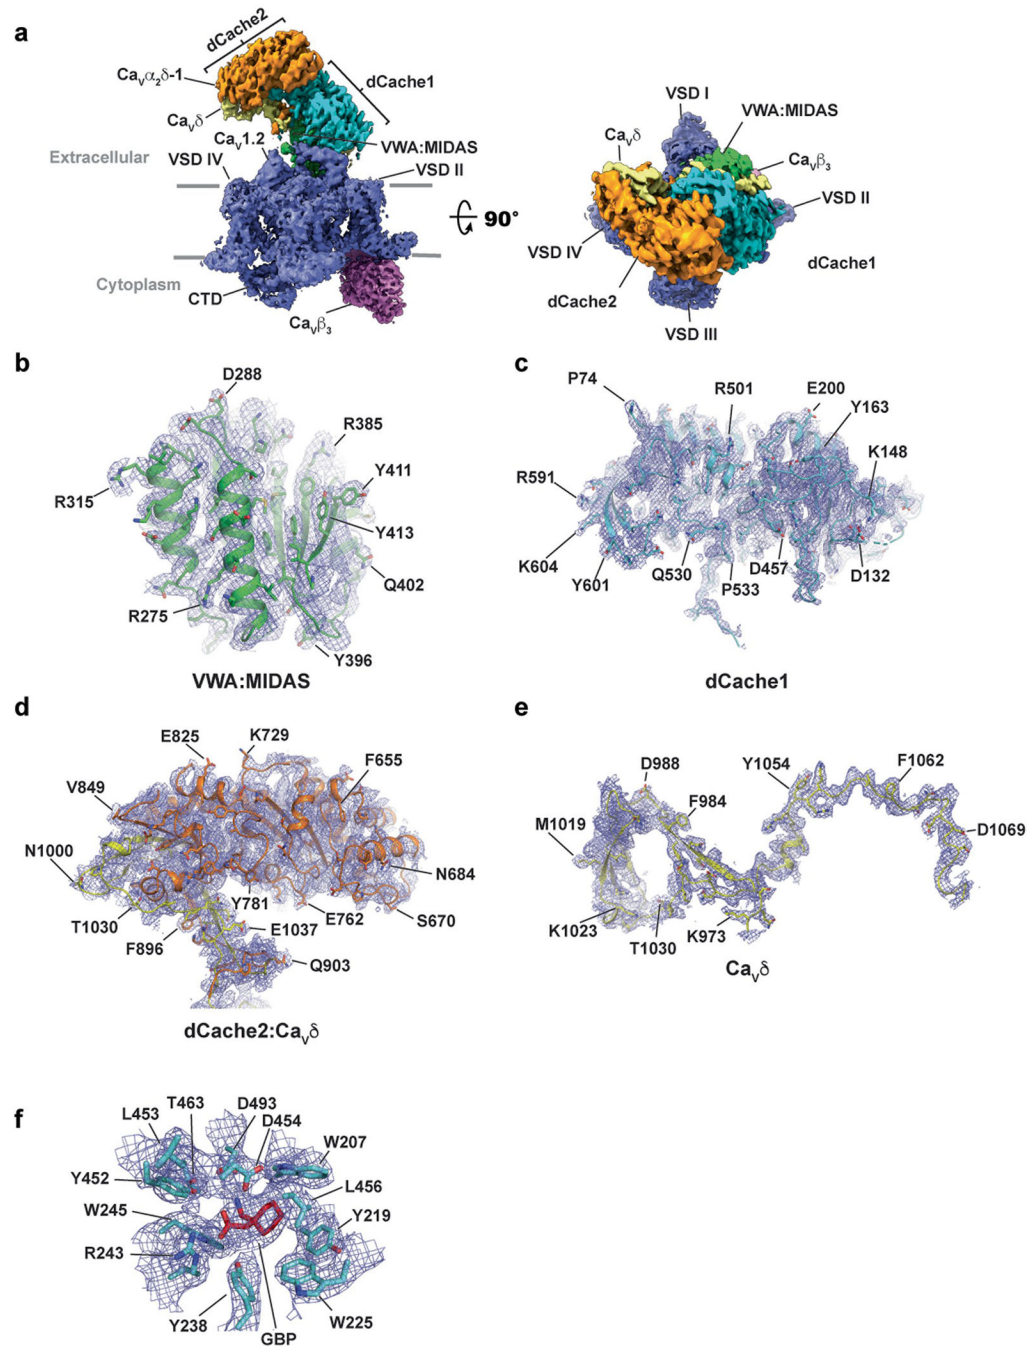 a
dCache2
Caᵥα₂δ-1
dCache1
Caᵥδ
Caᵥ1.2
VWA:MIDAS
Extracellular
VSD IV
VSD II
Cytoplasm
CTD
Caᵥβ₃
90°
VSD I
VWA:MIDAS
Caᵥδ
Caᵥβ₃
VSD II
VSD IV
dCache1
dCache2
VSD III
b
D288
R385
Y411
R315
Y413
Q402
R275
Y396
VWA:MIDAS
c
P74
R501
E200
Y163
K148
R591
K604
Y601
Q530
P533
D457
D132
dCache1
d
E825
K729
F655
V849
N1000
N684
T1030
Y781
E762
S670
F896
E1037
Q903
dCache2:Caᵥδ
e
D988
Y1054
F1062
F984
M1019
D1069
K1023
T1030
K973
Caᵥδ
f
T463
D493
L453
D454
W207
Y452
L456
W245
Y219
R243
Y238
W225
GBP